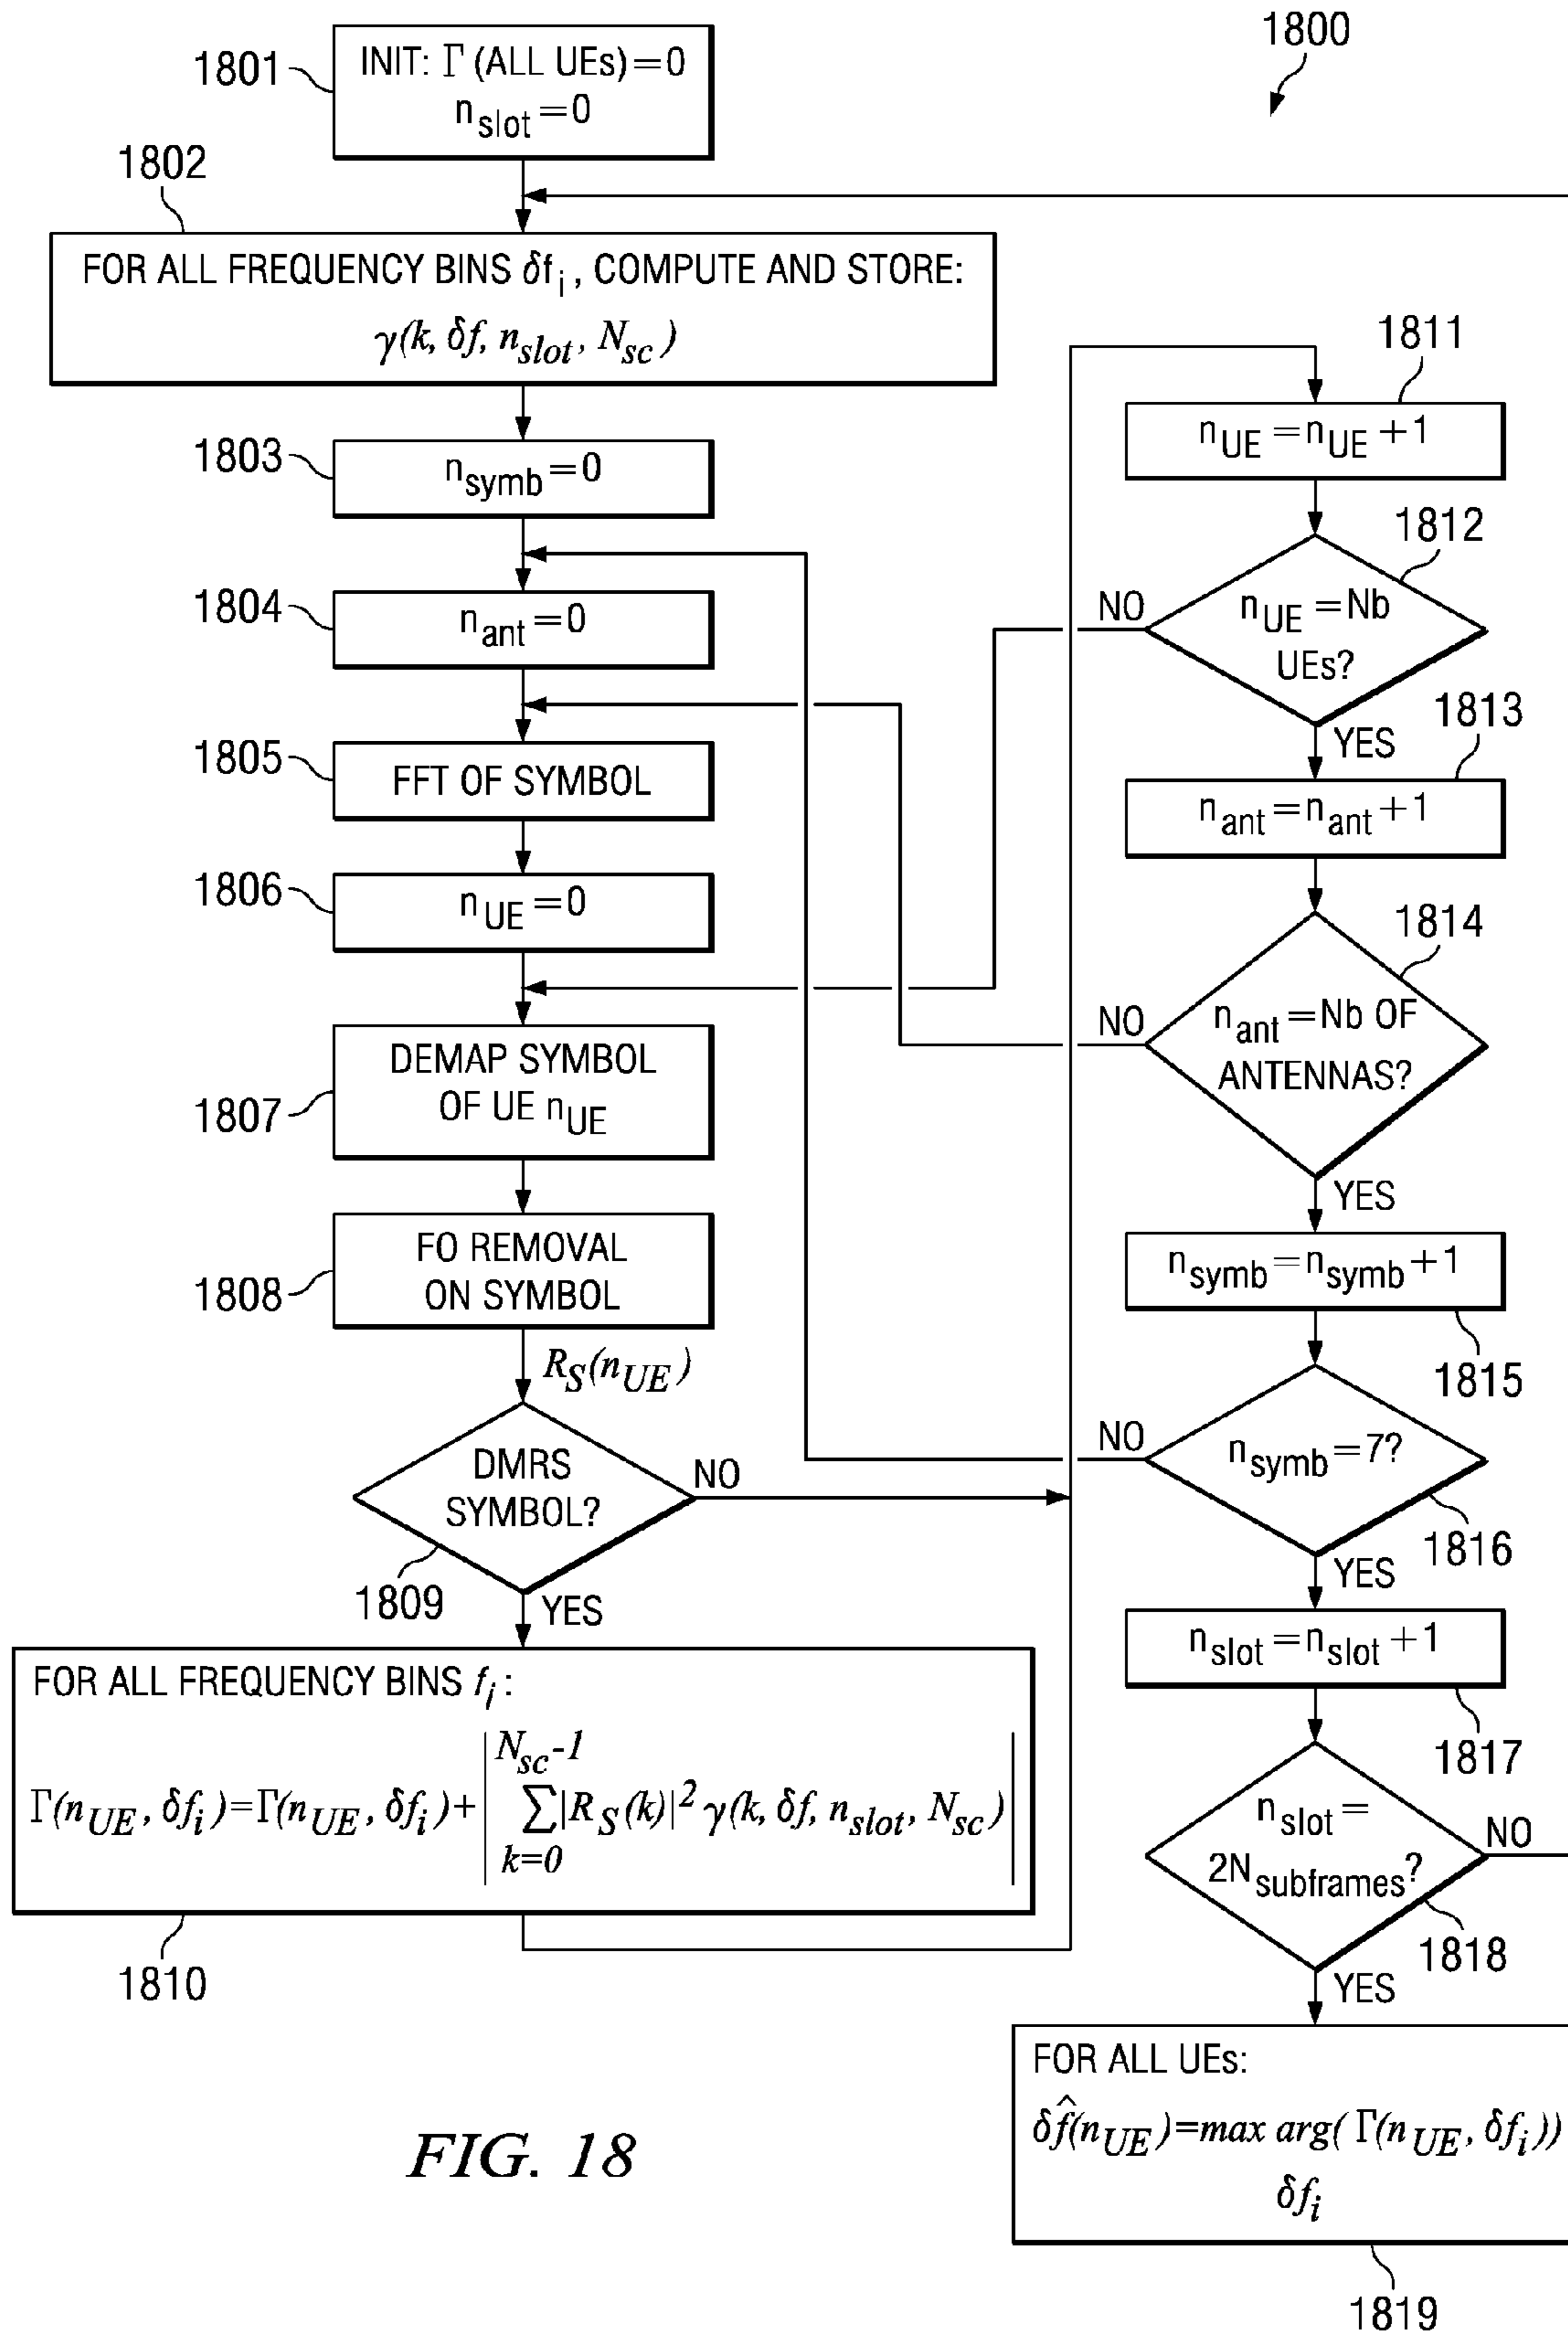 1800
1801
INIT: Γ (ALL UEs)=0
n_slot=0
1802
FOR ALL FREQUENCY BINS δf_i, COMPUTE AND STORE:
γ(k, δf, n_slot, N_sc)
1803
n_symb=0
1804
n_ant=0
1805
FFT OF SYMBOL
1806
n_UE=0
1807
DEMAP SYMBOL
OF UE n_UE
1808
FO REMOVAL
ON SYMBOL
R_S(n_UE)
DMRS
SYMBOL?
NO
1809
YES
FOR ALL FREQUENCY BINS f_i:
Γ(n_UE, δf_i)=Γ(n_UE, δf_i)+|∑_{k=0}^{N_sc-1}|R_S(k)|^2 γ(k, δf, n_slot, N_sc)|
1810
1811
n_UE=n_UE+1
1812
NO
n_UE=Nb
UEs?
YES
1813
n_ant=n_ant+1
1814
NO
n_ant=Nb OF
ANTENNAS?
YES
n_symb=n_symb+1
1815
NO
n_symb=7?
1816
YES
n_slot=n_slot+1
1817
n_slot=
2N_subframes?
NO
1818
YES
FOR ALL UEs:
δf̂(n_UE)=max arg(Γ(n_UE, δf_i))
δf_i
1819
FIG. 18